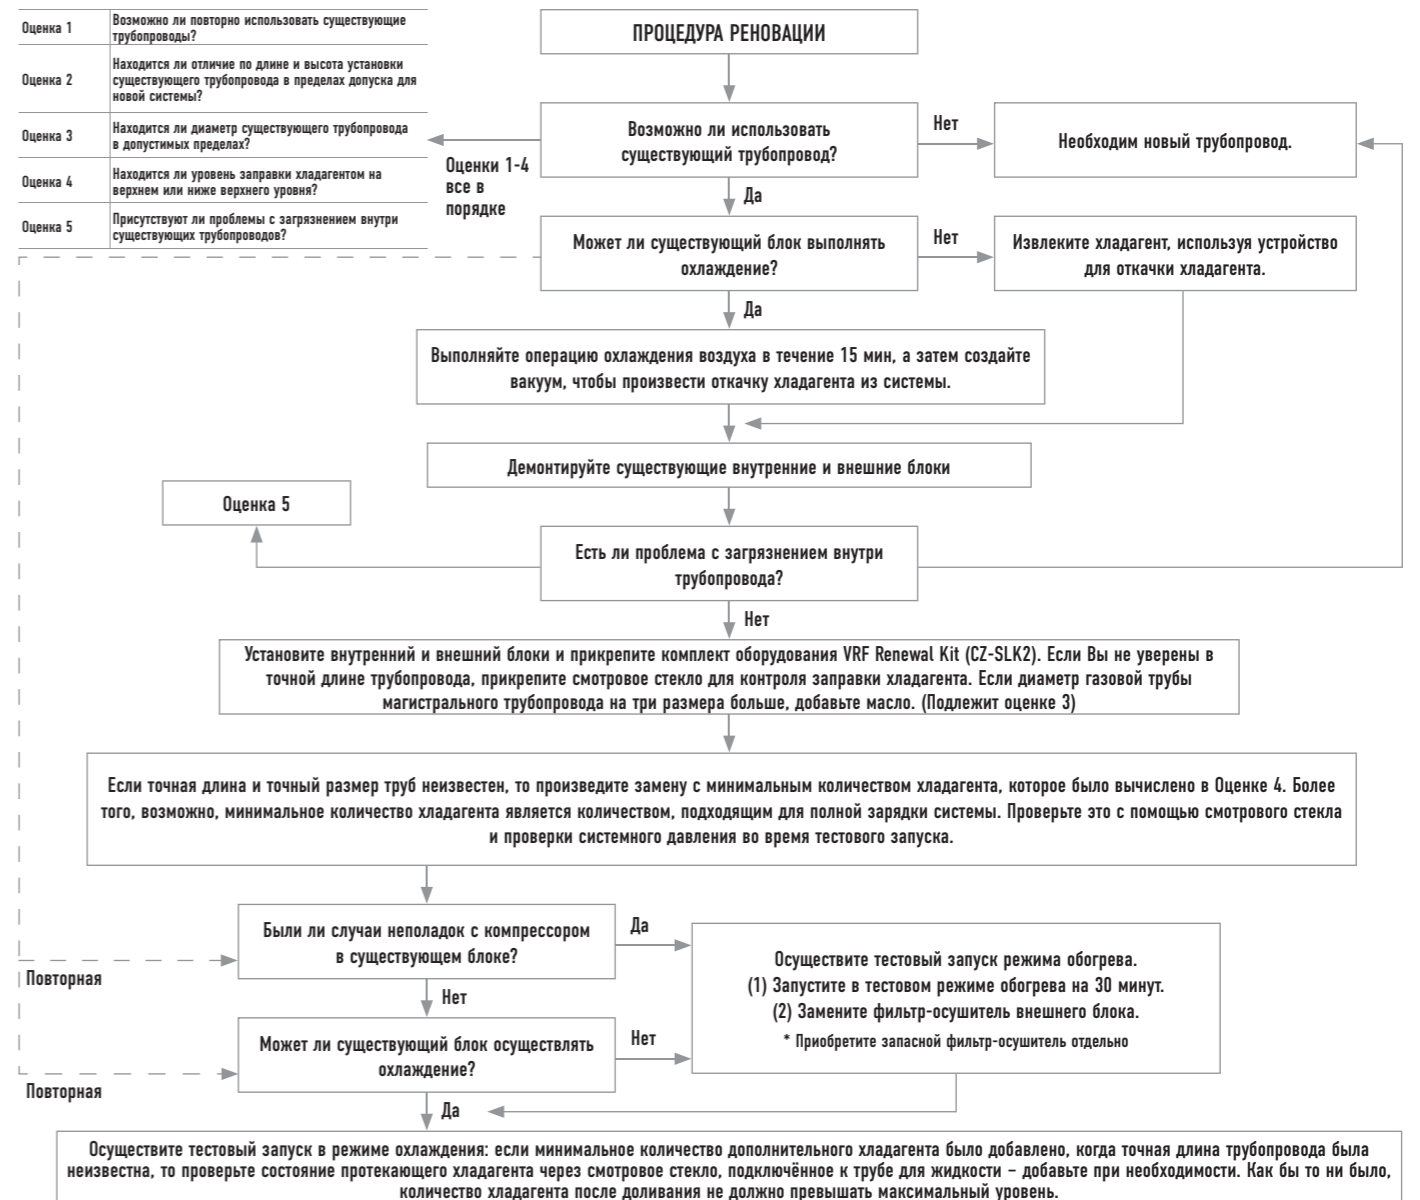 Оценка 1
Возможно ли повторно использовать существующие
трубопроводы?
Оценка 2
Находится ли отличие по длине и высота установки
существующего трубопровода в пределах допуска для
новой системы?
Оценка 3
Находится ли диаметр существующего трубопровода
в допустимых пределах?
Оценка 4
Находится ли уровень заправки хладагентом на
верхнем или ниже верхнего уровня?
Оценка 5
Присутствуют ли проблемы с загрязнением внутри
существующих трубопроводов?
ПРОЦЕДУРА РЕНОВАЦИИ
Возможно ли использовать
существующий трубопровод?
Нет
Необходим новый трубопровод.
Оценки 1-4
все в
порядке
Да
Может ли существующий блок выполнять
охлаждение?
Нет
Извлеките хладагент, используя устройство
для откачки хладагента.
Да
Выполняйте операцию охлаждения воздуха в течение 15 мин, а затем создайте
вакуум, чтобы произвести откачку хладагента из системы.
Демонтируйте существующие внутренние и внешние блоки
Оценка 5
Есть ли проблема с загрязнением внутри
трубопровода?
Нет
Установите внутренний и внешний блоки и прикрепите комплект оборудования VRF Renewal Kit (CZ-SLK2). Если Вы не уверены в
точной длине трубопровода, прикрепите смотровое стекло для контроля заправки хладагента. Если диаметр газовой трубы
магистрального трубопровода на три размера больше, добавьте масло. (Подлежит оценке 3)
Если точная длина и точный размер труб неизвестен, то произведите замену с минимальным количеством хладагента, которое было вычислено в Оценке 4. Более
того, возможно, минимальное количество хладагента является количеством, подходящим для полной зарядки системы. Проверьте это с помощью смотрового стекла
и проверки системного давления во время тестового запуска.
Были ли случаи неполадок с компрессором
в существующем блоке?
Да
Осуществите тестовый запуск режима обогрева.
(1) Запустите в тестовом режиме обогрева на 30 минут.
(2) Замените фильтр-осушитель внешнего блока.
* Приобретите запасной фильтр-осушитель отдельно
Повторная
Нет
Может ли существующий блок осуществлять
охлаждение?
Нет
Повторная
Да
Осуществите тестовый запуск в режиме охлаждения: если минимальное количество дополнительного хладагента было добавлено, когда точная длина трубопровода была
неизвестна, то проверьте состояние протекающего хладагента через смотровое стекло, подключённое к трубе для жидкости – добавьте при необходимости. Как бы то ни было,
количество хладагента после доливания не должно превышать максимальный уровень.